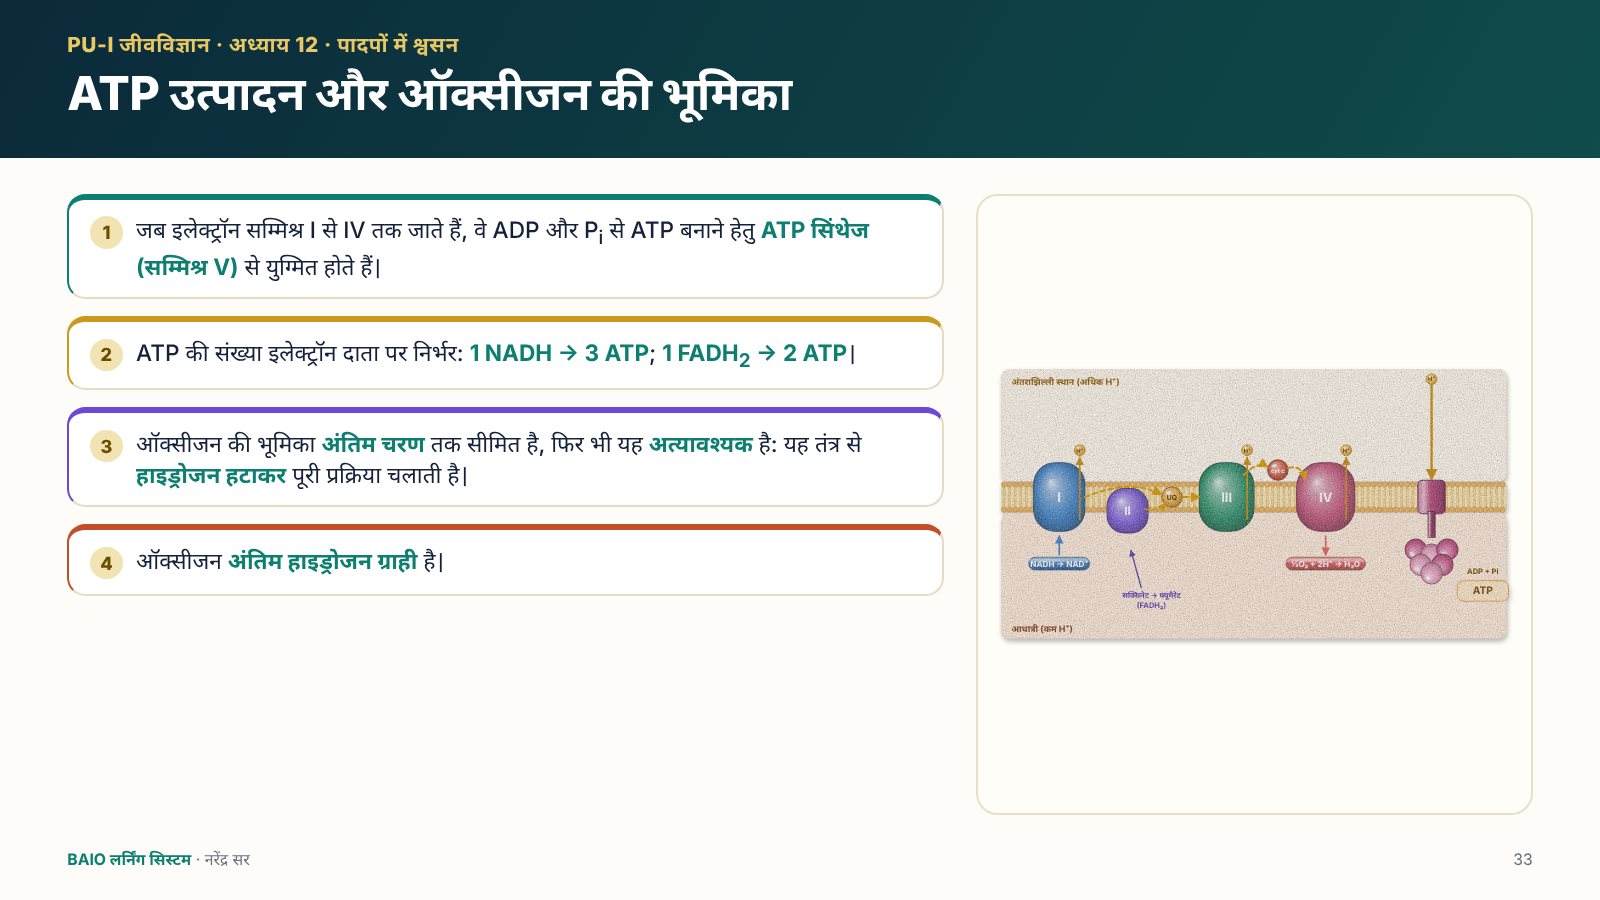 PU-I जीवविज्ञान · अध्याय 12 · पादपों में श्वसन
ATP उत्पादन और ऑक्सीजन की भूमिका
1 जब इलेक्ट्रॉन सम्मिश्र I से IV तक जाते हैं, वे ADP और Pi से ATP बनाने हेतु ATP सिंथेज
(सम्मिश्र V) से युग्मित होते हैं|
2 ATP की संख्या इलेक्ट्रॉन दाता पर निर्भर: 1 NADH → 3 ATP; 1 FADH₂ → 2 ATP|
3 ऑक्सीजन की भूमिका अंतिम चरण तक सीमित है, फिर भी यह अत्यावश्यक है: यह तंत्र से
हाइड्रोजन हटाकर पूरी प्रक्रिया चलाती है|
4 ऑक्सीजन अंतिम हाइड्रोजन ग्राही है|
अंतराझिल्ली स्थान (अधिक H⁺)
H⁺
H⁺ H⁺ H⁺
I II UQ III cyt c IV
NADH → NAD⁺
½O₂ + 2H⁺ → H₂O
सक्सिनेट → फ्यूमैरेट
(FADH₂)
ADP + Pi
ATP
आधात्री (कम H⁺)
BAIO लर्निंग सिस्टम · नरेंद्र सर
33